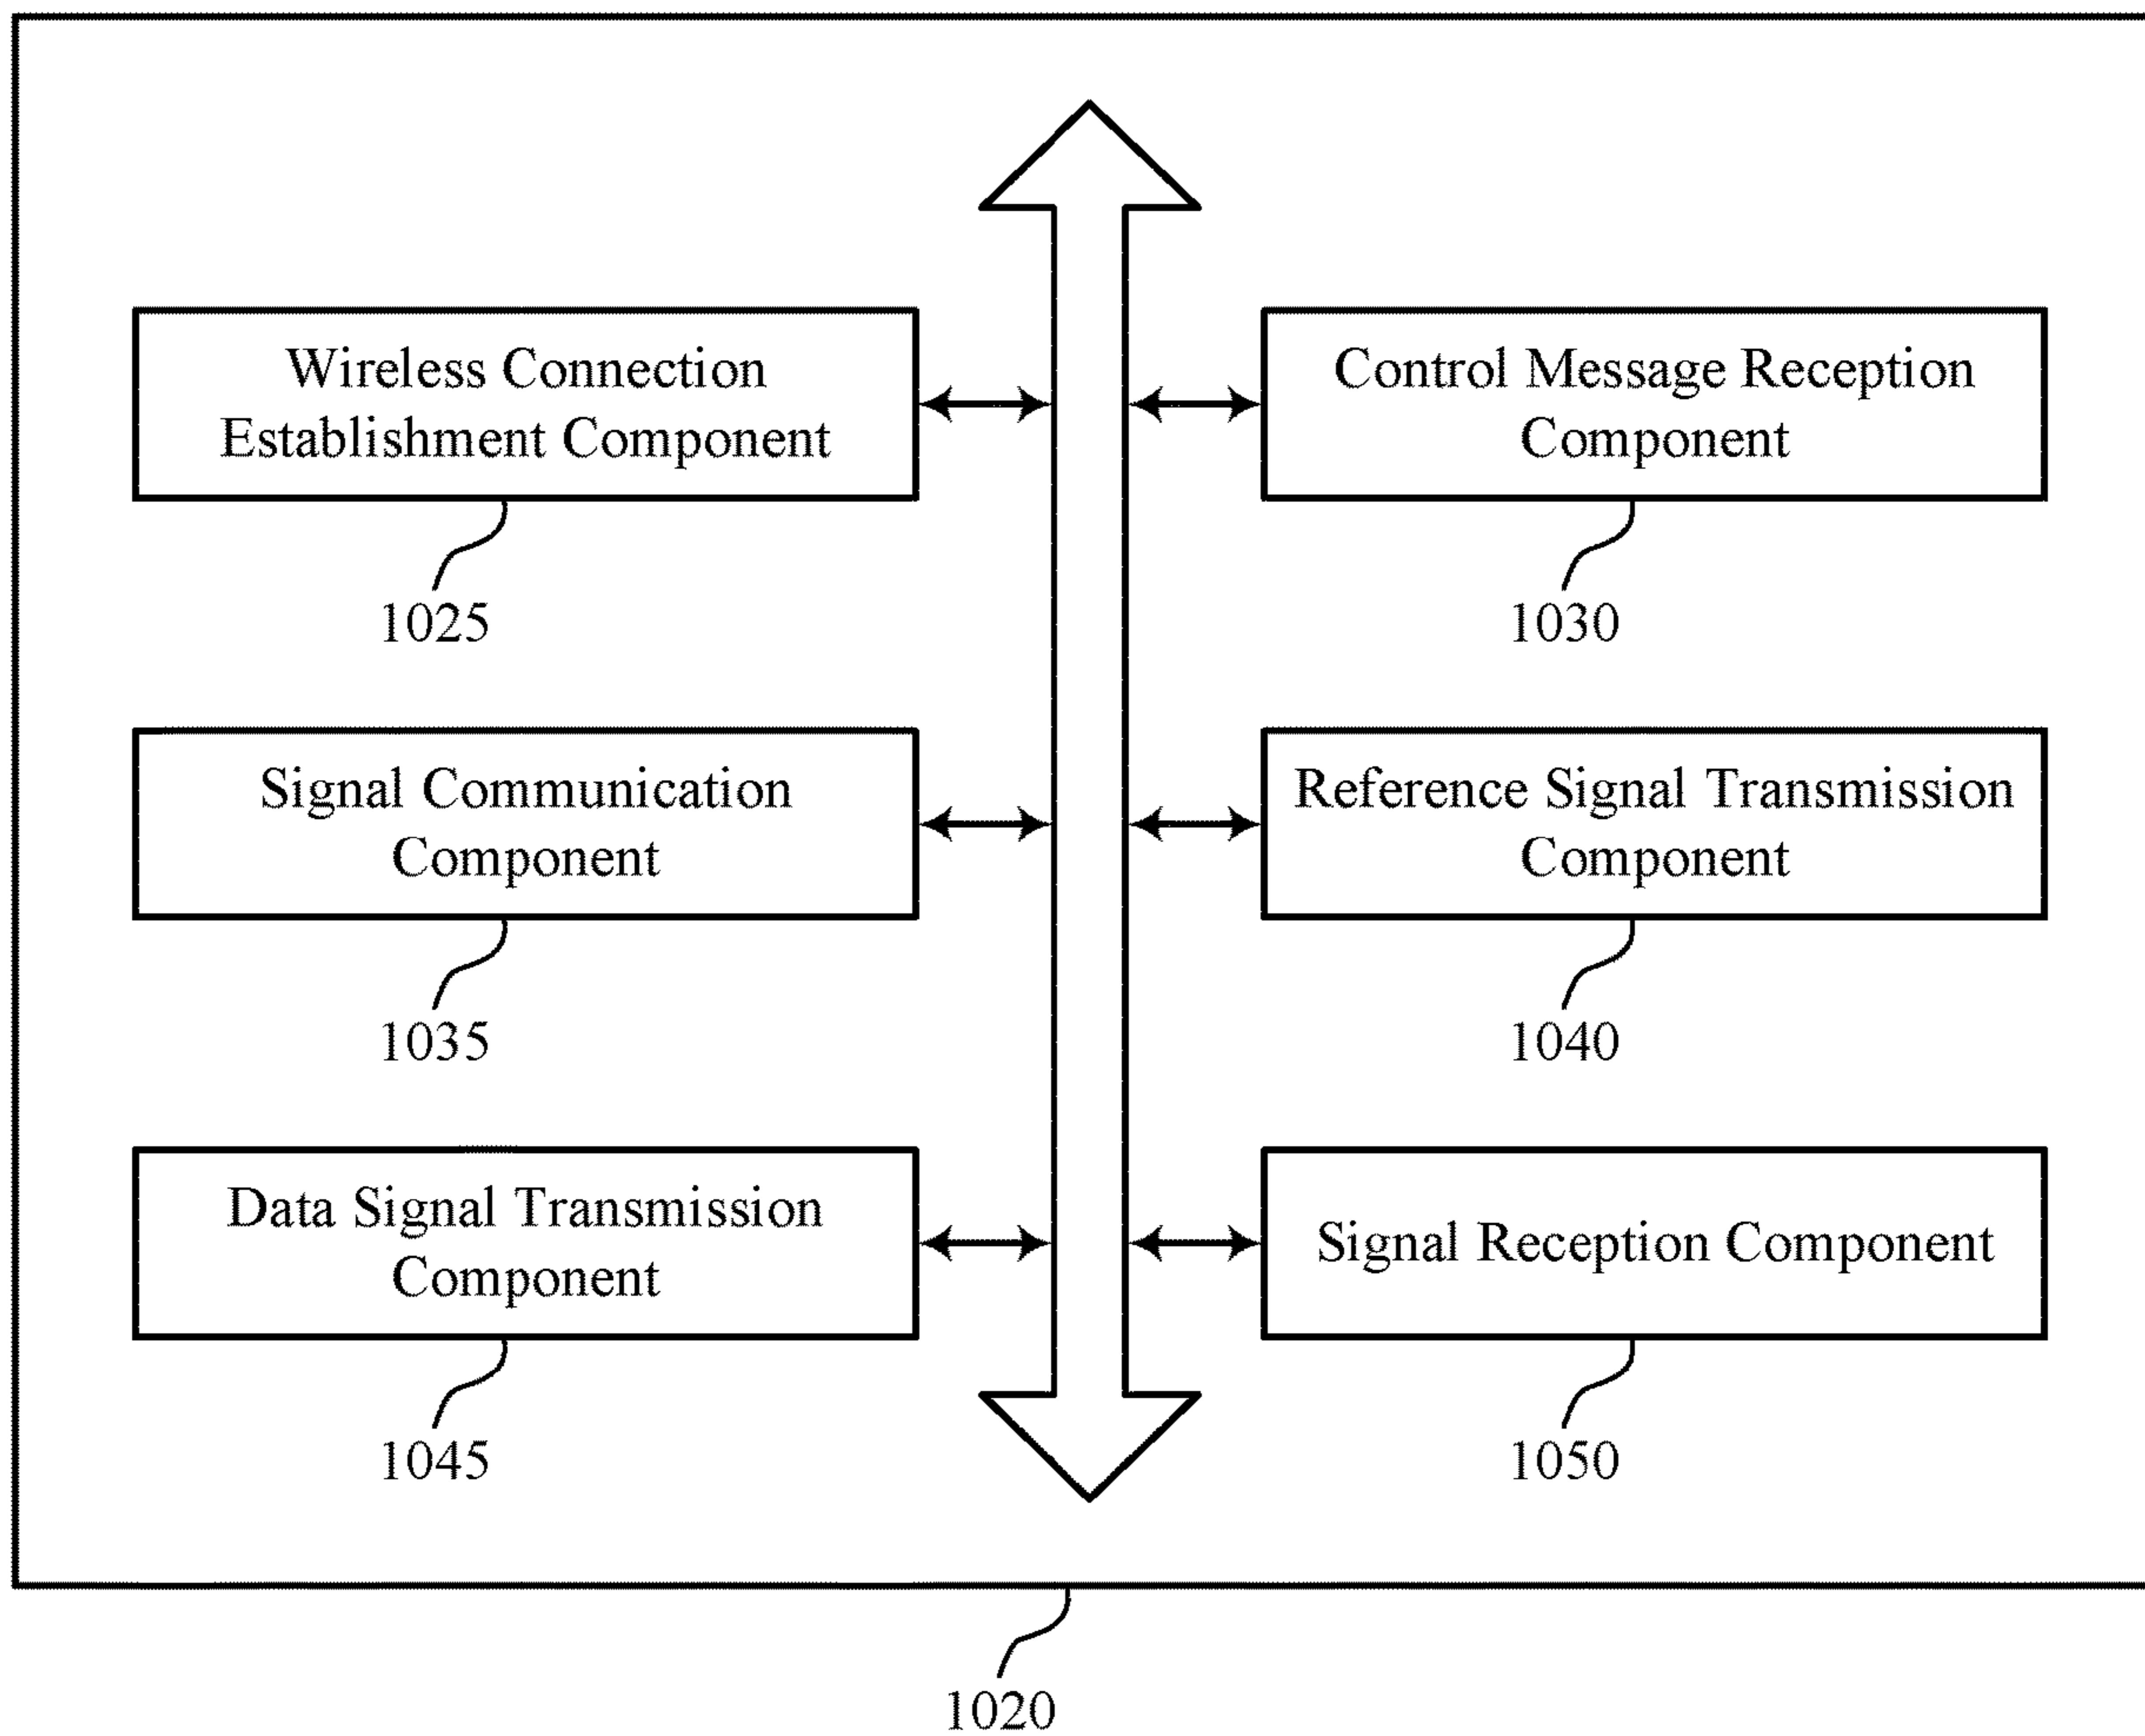 Wireless Connection
Establishment Component
1025
Control Message Reception
Component
1030
Signal Communication
Component
1035
Reference Signal Transmission
Component
1040
Data Signal Transmission
Component
1045
Signal Reception Component
1050
1020